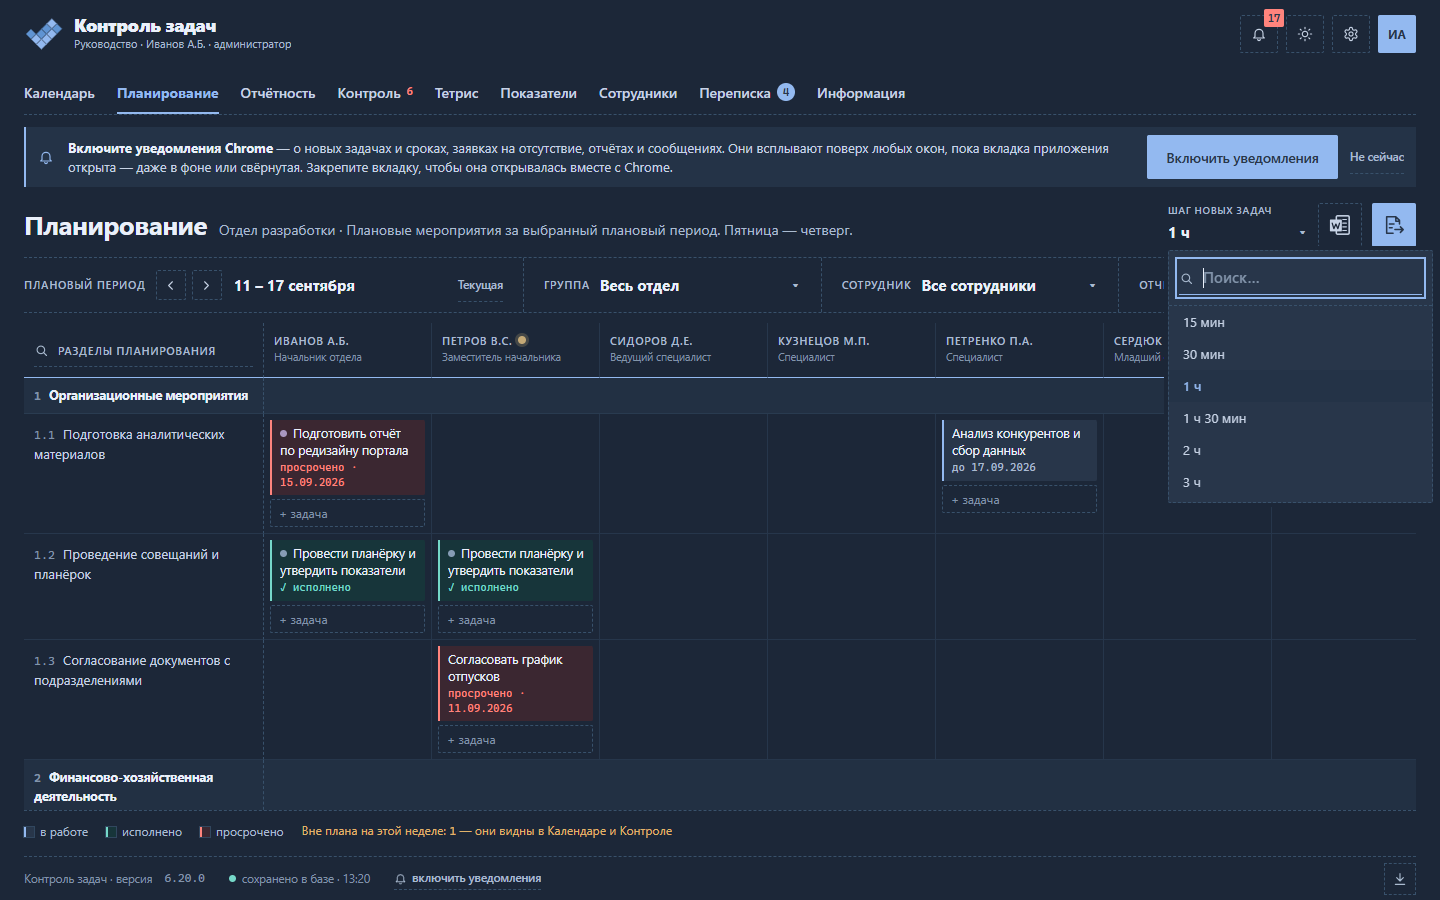 Контроль задач
Руководство · Иванов А.Б. · администратор
17
ИА
Календарь
Планирование
Отчётность
Контроль 6
Тетрис
Показатели
Сотрудники
Переписка 4
Информация
Включите уведомления Chrome — о новых задачах и сроках, заявках на отсутствие, отчётах и сообщениях. Они всплывают поверх любых окон, пока вкладка приложения
открыта — даже в фоне или свёрнутая. Закрепите вкладку, чтобы она открывалась вместе с Chrome.
Включить уведомления
Не сейчас
Планирование
Отдел разработки · Плановые мероприятия за выбранный плановый период. Пятница — четверг.
ШАГ НОВЫХ ЗАДАЧ
1 ч
Поиск...
15 мин
30 мин
1 ч
1 ч 30 мин
2 ч
3 ч
ПЛАНОВЫЙ ПЕРИОД
11 – 17 сентября
Текущая
ГРУППА
Весь отдел
СОТРУДНИК
Все сотрудники
РАЗДЕЛЫ ПЛАНИРОВАНИЯ
ИВАНОВ А.Б.
Начальник отдела
ПЕТРОВ В.С.
Заместитель начальника
СИДОРОВ Д.Е.
Ведущий специалист
КУЗНЕЦОВ М.П.
Специалист
ПЕТРЕНКО П.А.
Специалист
СЕРДЮК
Младший
1 Организационные мероприятия
1.1 Подготовка аналитических
материалов
Подготовить отчёт
по редизайну портала
просрочено ·
15.09.2026
+ задача
Анализ конкурентов и
сбор данных
до 17.09.2026
+ задача
1.2 Проведение совещаний и
планёрок
Провести планёрку и
утвердить показатели
✓ исполнено
+ задача
Провести планёрку и
утвердить показатели
✓ исполнено
+ задача
1.3 Согласование документов с
подразделениями
Согласовать график
отпусков
просрочено ·
11.09.2026
+ задача
2 Финансово-хозяйственная
деятельность
в работе
исполнено
просрочено
Вне плана на этой неделе: 1 — они видны в Календаре и Контроле
Контроль задач · версия 6.20.0
сохранено в базе · 13:20
включить уведомления